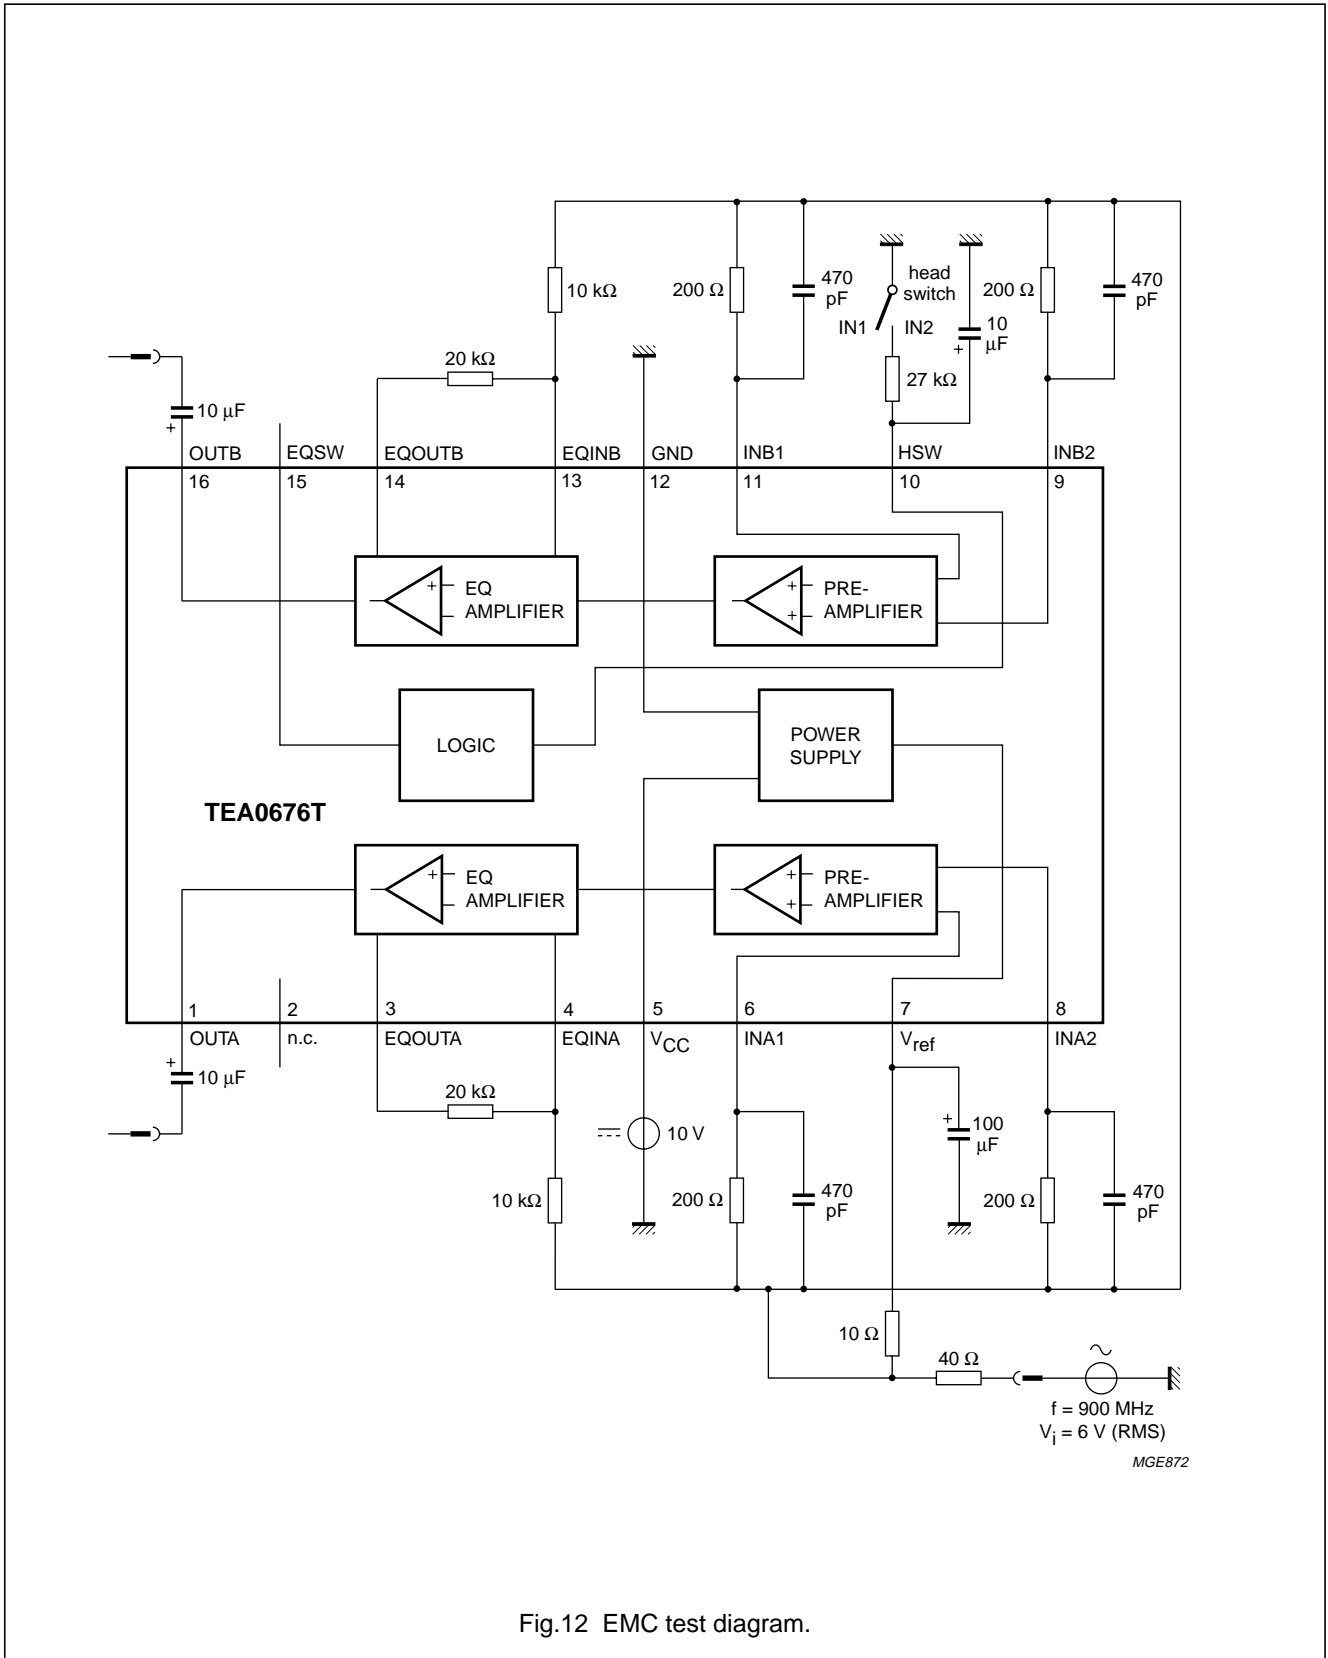 10 kΩ
200 Ω
470
pF
head
switch
IN1
IN2
10
µF
+
27 kΩ
200 Ω
470
pF
20 kΩ
10 µF
+
OUTB
EQSW
EQOUTB
EQINB
GND
INB1
HSW
INB2
16
15
14
13
12
11
10
9
+
EQ
AMPLIFIER
+
+
PRE-
AMPLIFIER
LOGIC
POWER
SUPPLY
TEA0676T
+
EQ
AMPLIFIER
+
+
PRE-
AMPLIFIER
1
2
3
4
5
6
7
8
OUTA
n.c.
EQOUTA
EQINA
VCC
INA1
Vref
INA2
+
10 µF
20 kΩ
10 V
+
100
µF
10 kΩ
200 Ω
470
pF
200 Ω
470
pF
10 Ω
40 Ω
f = 900 MHz
Vi = 6 V (RMS)
MGE872
Fig.12 EMC test diagram.